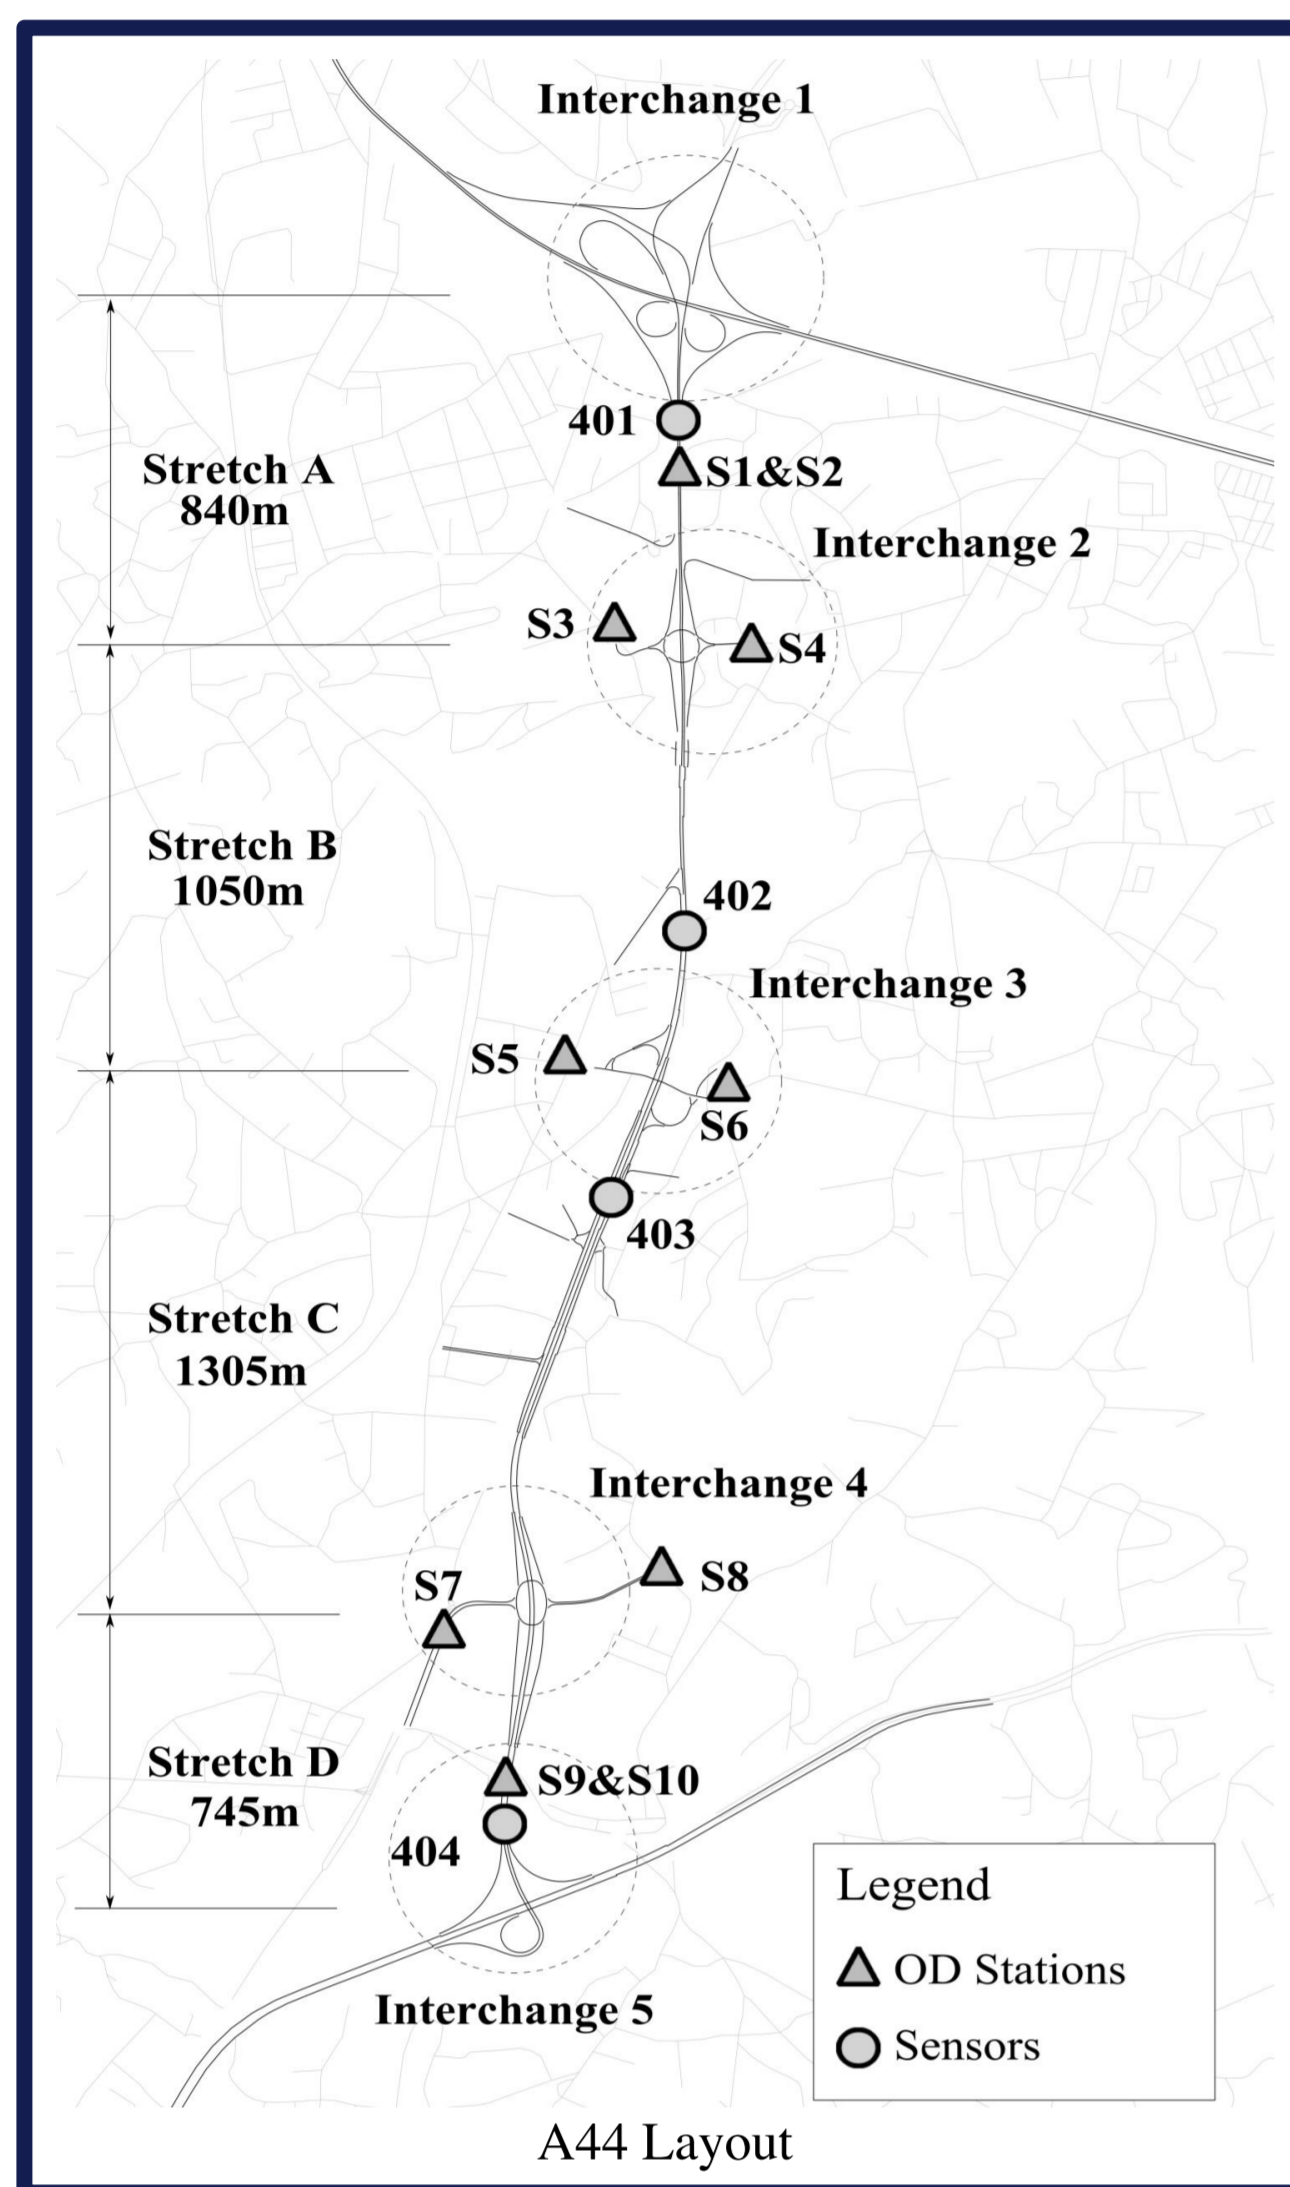 Interchange 1
401
Stretch A
840m
S1&S2
Interchange 2
S3
S4
Stretch B
1050m
402
Interchange 3
S5
S6
403
Stretch C
1305m
Interchange 4
S7
S8
Stretch D
745m
S9&S10
404
Interchange 5
Legend
OD Stations
Sensors
A44 Layout